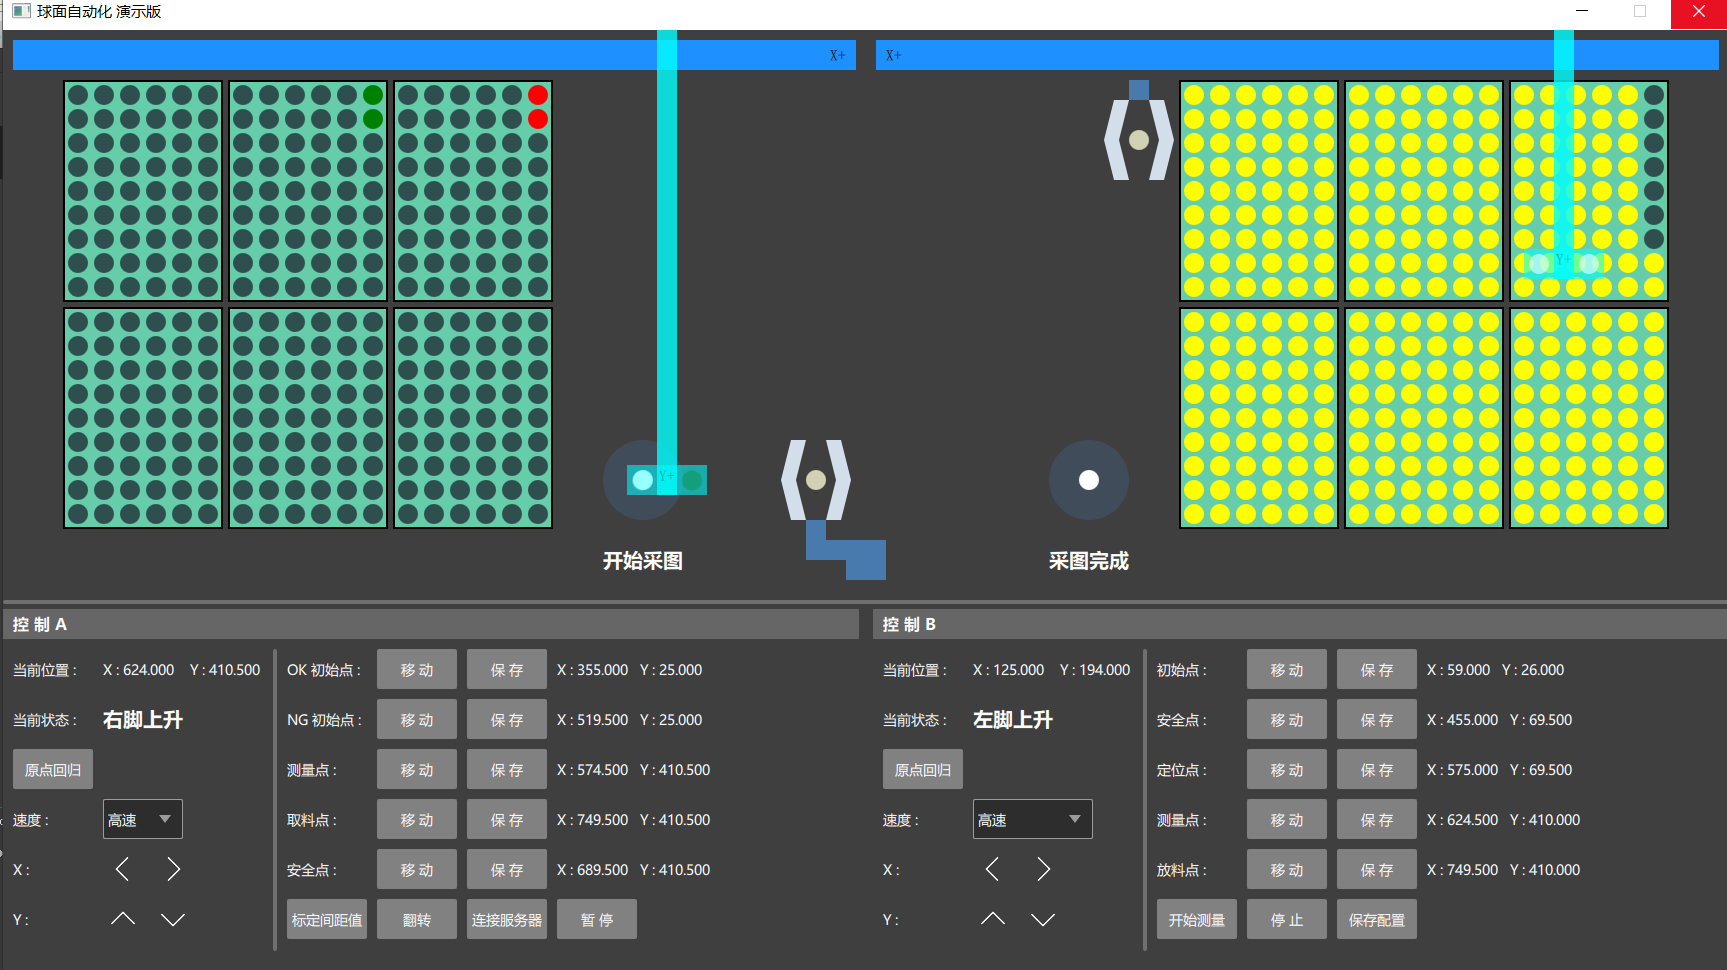 球面自动化 演示版
X+
X+
Y+
Y+
开始采图
采图完成
控 制 A
当前位置 : X : 624.000 Y : 410.500
当前状态 : 右脚上升
原点回归
速度 : 高速
X :
Y :
OK 初始点 : 移 动 保 存 X : 355.000 Y : 25.000
NG 初始点 : 移 动 保 存 X : 519.500 Y : 25.000
测量点 : 移 动 保 存 X : 574.500 Y : 410.500
取料点 : 移 动 保 存 X : 749.500 Y : 410.500
安全点 : 移 动 保 存 X : 689.500 Y : 410.500
标定间距值 翻转 连接服务器 暂 停
控 制 B
当前位置 : X : 125.000 Y : 194.000
当前状态 : 左脚上升
原点回归
速度 : 高速
X :
Y :
初始点 : 移 动 保 存 X : 59.000 Y : 26.000
安全点 : 移 动 保 存 X : 455.000 Y : 69.500
定位点 : 移 动 保 存 X : 575.000 Y : 69.500
测量点 : 移 动 保 存 X : 624.500 Y : 410.000
放料点 : 移 动 保 存 X : 749.500 Y : 410.000
开始测量 停 止 保存配置